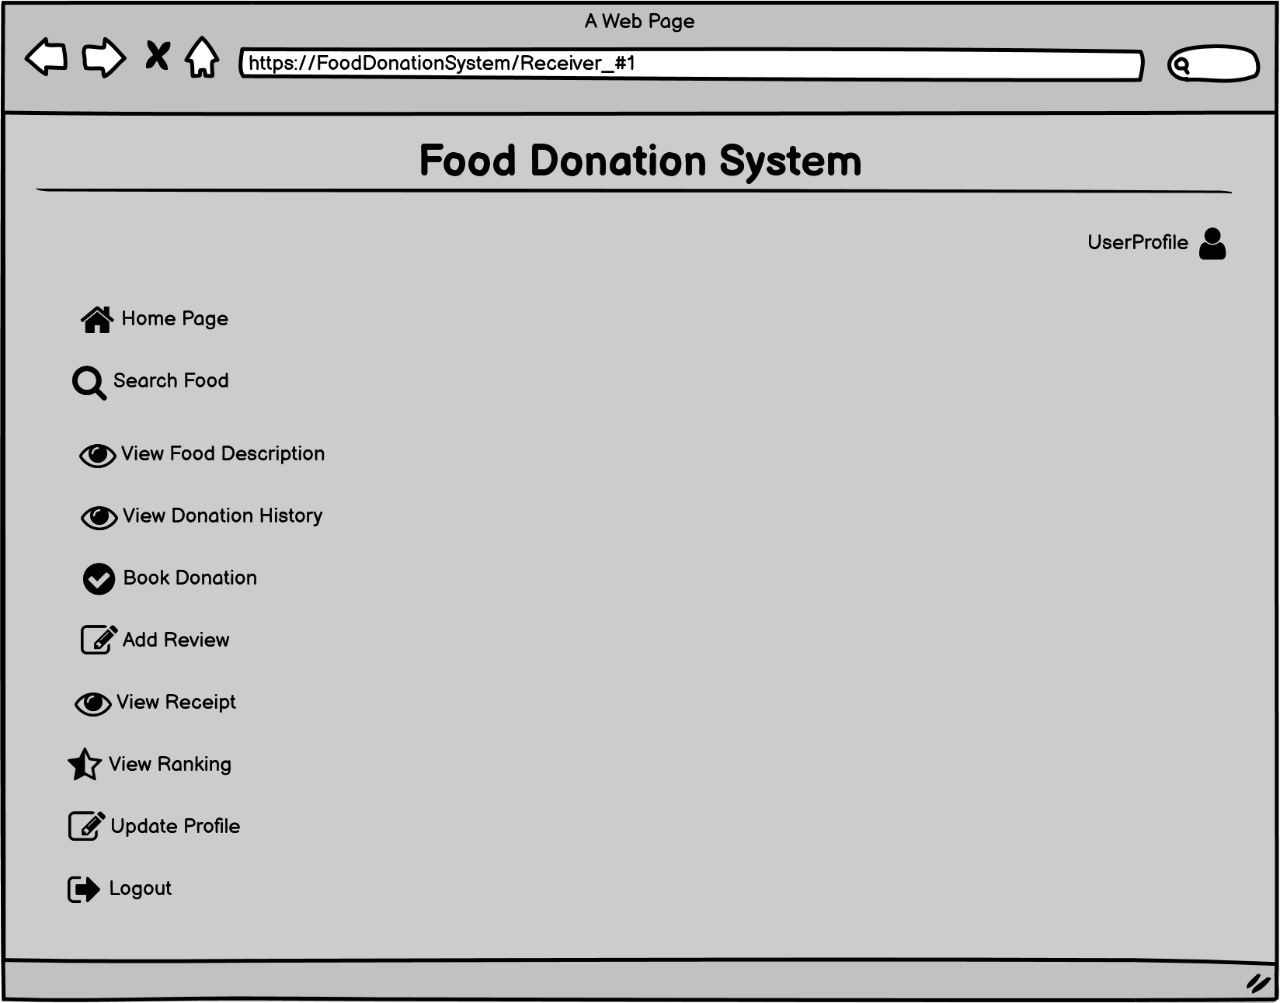 A Web Page
https://FoodDonationSystem/Receiver_#1
Food Donation System
UserProfile
Home Page
Search Food
View Food Description
View Donation History
Book Donation
Add Review
View Receipt
View Ranking
Update Profile
Logout